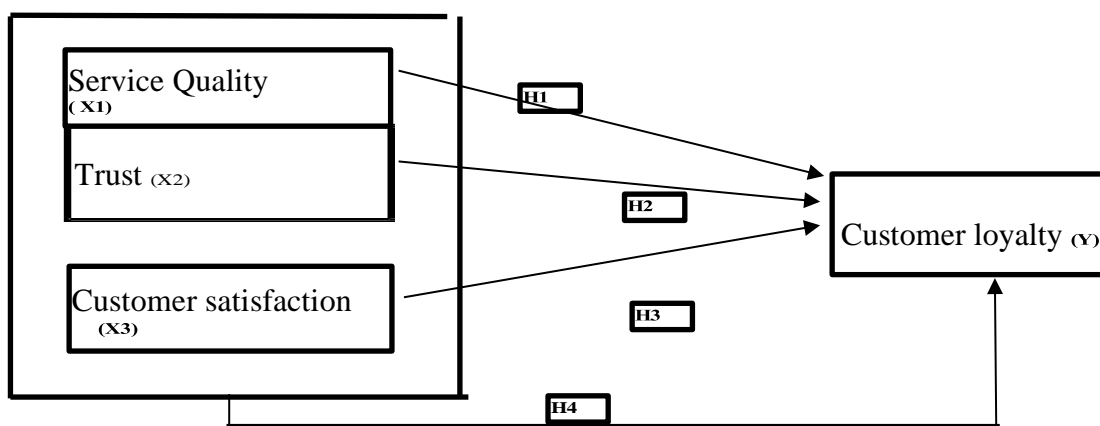 Service Quality
( X1)
H1
Trust (X2)
H2
Customer loyalty (Y)
Customer satisfaction
(X3)
H3
H4